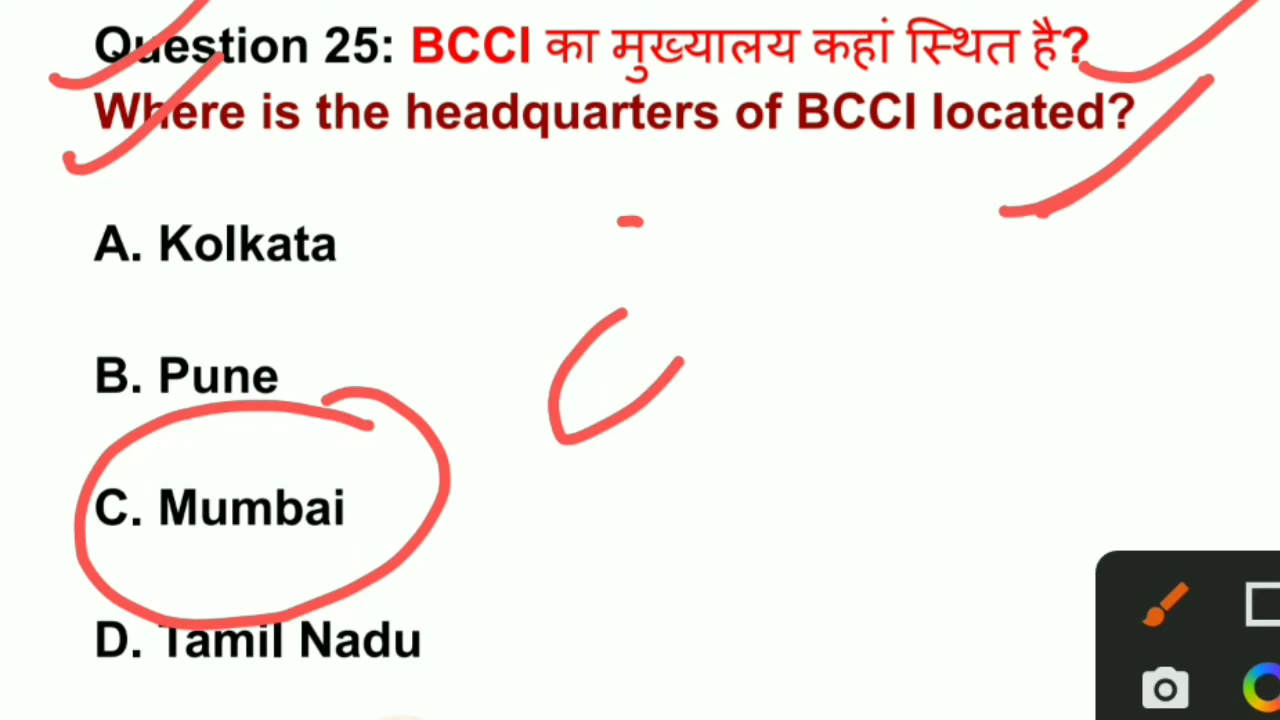 Question 25: BCCI का मुख्यालय कहां स्थित है?
Where is the headquarters of BCCI located?
A. Kolkata
B. Pune
C. Mumbai
D. Tamil Nadu